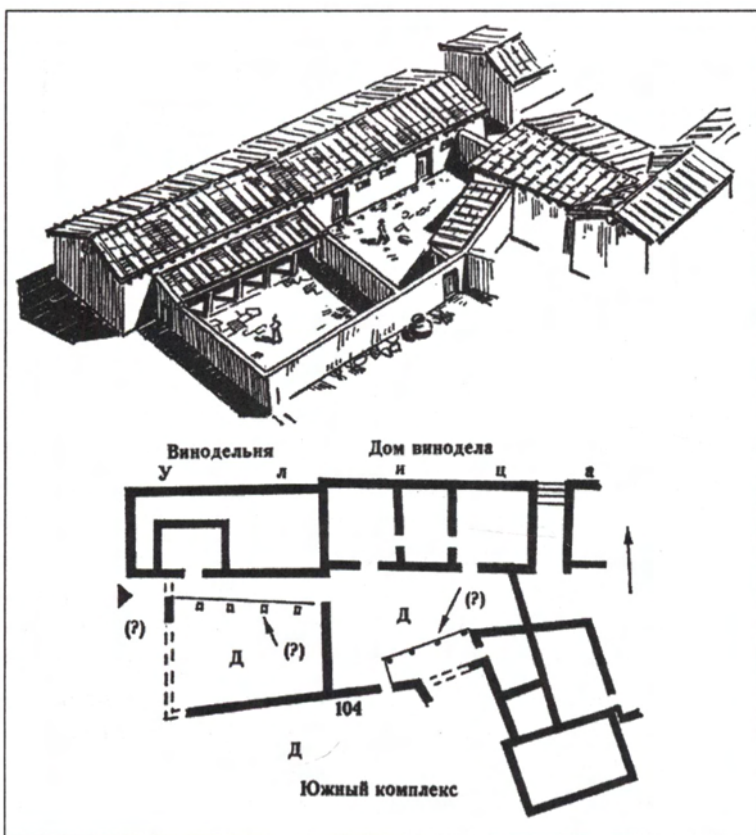 Винодельня Дом винодела
У л и ц а
(?)
Д
(?)
(?)
Д
104
Д
Южный комплекс